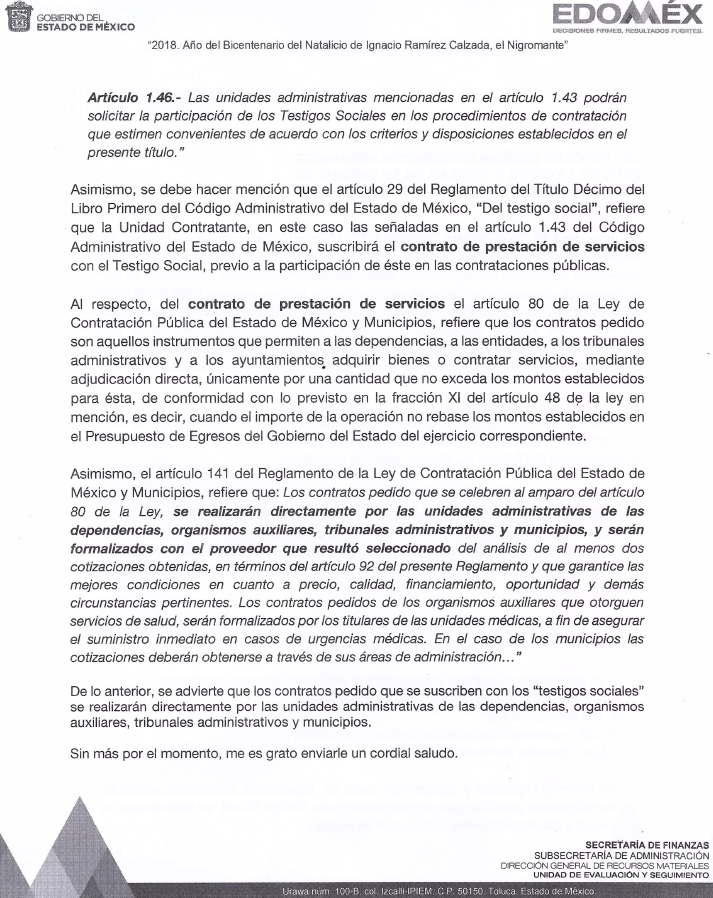 GOBIERNO DEL
ESTADO DE MÉXICO
EDOMÉX
DECISIONES FIRMES, RESULTADOS FUERTES.
"2018. Año del Bicentenario del Natalicio de Ignacio Ramírez Calzada, el Nigromante"
Artículo 1.46.- Las unidades administrativas mencionadas en el artículo 1.43 podrán
solicitar la participación de los Testigos Sociales en los procedimientos de contratación
que estimen convenientes de acuerdo con los criterios y disposiciones establecidos en el
presente título."
Asimismo, se debe hacer mención que el artículo 29 del Reglamento del Título Décimo del
Libro Primero del Código Administrativo del Estado de México, "Del testigo social", refiere
que la Unidad Contratante, en este caso las señaladas en el artículo 1.43 del Código
Administrativo del Estado de México, suscribirá el contrato de prestación de servicios
con el Testigo Social, previo a la participación de éste en las contrataciones públicas.
Al respecto, del contrato de prestación de servicios el artículo 80 de la Ley de
Contratación Pública del Estado de México y Municipios, refiere que los contratos pedido
son aquellos instrumentos que permiten a las dependencias, a las entidades, a los tribunales
administrativos y a los ayuntamientos adquirir bienes o contratar servicios, mediante
adjudicación directa, únicamente por una cantidad que no exceda los montos establecidos
para ésta, de conformidad con lo previsto en la fracción XI del artículo 48 de la ley en
mención, es decir, cuando el importe de la operación no rebase los montos establecidos en
el Presupuesto de Egresos del Gobierno del Estado del ejercicio correspondiente.
Asimismo, el artículo 141 del Reglamento de la Ley de Contratación Pública del Estado de
México y Municipios, refiere que: Los contratos pedido que se celebren al amparo del artículo
80 de la Ley, se realizarán directamente por las unidades administrativas de las
dependencias, organismos auxiliares, tribunales administrativos y municipios, y serán
formalizados con el proveedor que resultó seleccionado del análisis de al menos dos
cotizaciones obtenidas, en términos del artículo 92 del presente Reglamento y que garantice las
mejores condiciones en cuanto a precio, calidad, financiamiento, oportunidad y demás
circunstancias pertinentes. Los contratos pedidos de los organismos auxiliares que otorguen
servicios de salud, serán formalizados por los titulares de las unidades médicas, a fin de asegurar
el suministro inmediato en casos de urgencias médicas. En el caso de los municipios las
cotizaciones deberán obtenerse a través de sus áreas de administración..."
De lo anterior, se advierte que los contratos pedido que se suscriben con los "testigos sociales"
se realizarán directamente por las unidades administrativas de las dependencias, organismos
auxiliares, tribunales administrativos y municipios.
Sin más por el momento, me es grato enviarle un cordial saludo.
SECRETARÍA DE FINANZAS
SUBSECRETARÍA DE ADMINISTRACIÓN
DIRECCIÓN GENERAL DE RECURSOS MATERIALES
UNIDAD DE EVALUACIÓN Y SEGUIMIENTO
Urawa núm. 100-B, col. Izcalli-IPIEM, C.P. 50150, Toluca, Estado de México.